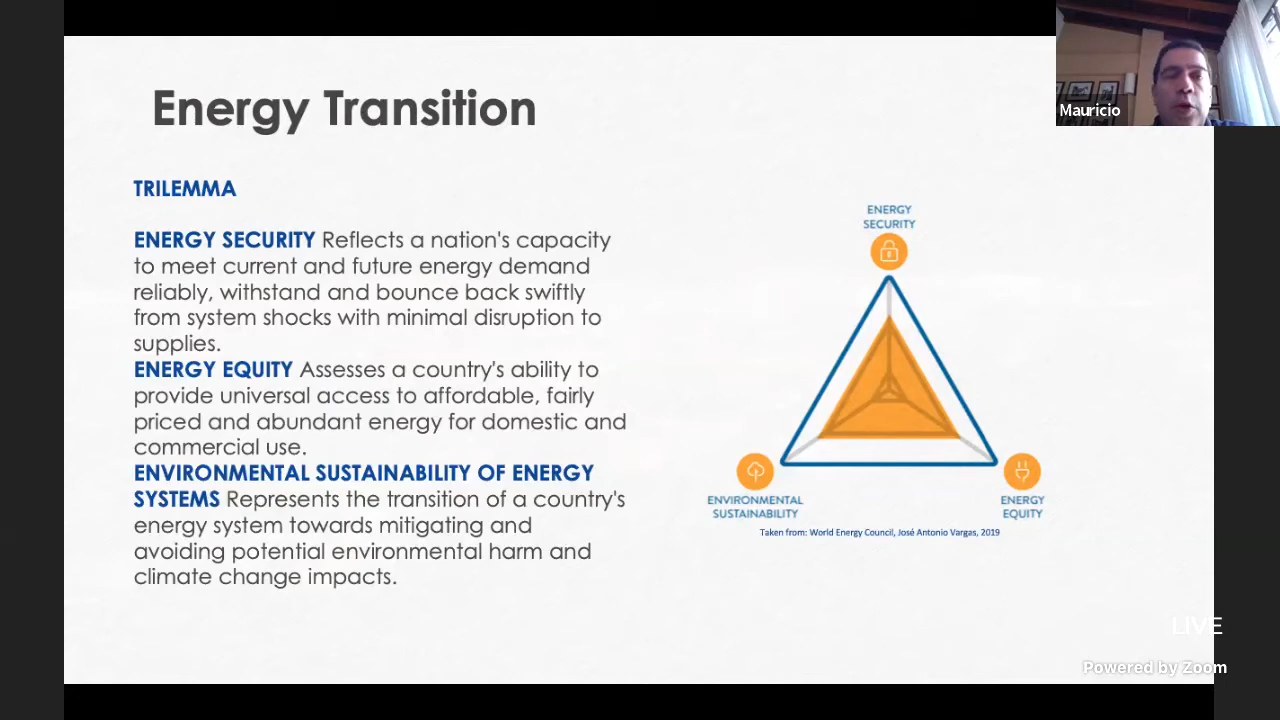 Energy Transition
Mauricio
TRILEMMA
ENERGY SECURITY Reflects a nation's capacity
to meet current and future energy demand
reliably, withstand and bounce back swiftly
from system shocks with minimal disruption to
supplies.
ENERGY EQUITY Assesses a country's ability to
provide universal access to affordable, fairly
priced and abundant energy for domestic and
commercial use.
ENVIRONMENTAL SUSTAINABILITY OF ENERGY
SYSTEMS Represents the transition of a country's
energy system towards mitigating and
avoiding potential environmental harm and
climate change impacts.
ENERGY
SECURITY
ENVIRONMENTAL
SUSTAINABILITY
ENERGY
EQUITY
Taken from: World Energy Council, José Antonio Vargas, 2019
LIVE
Powered by Zoom